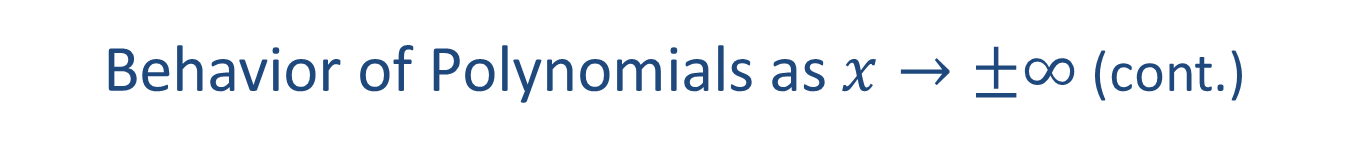 Behavior of Polynomials as 𝑥 → ±∞ (cont.)